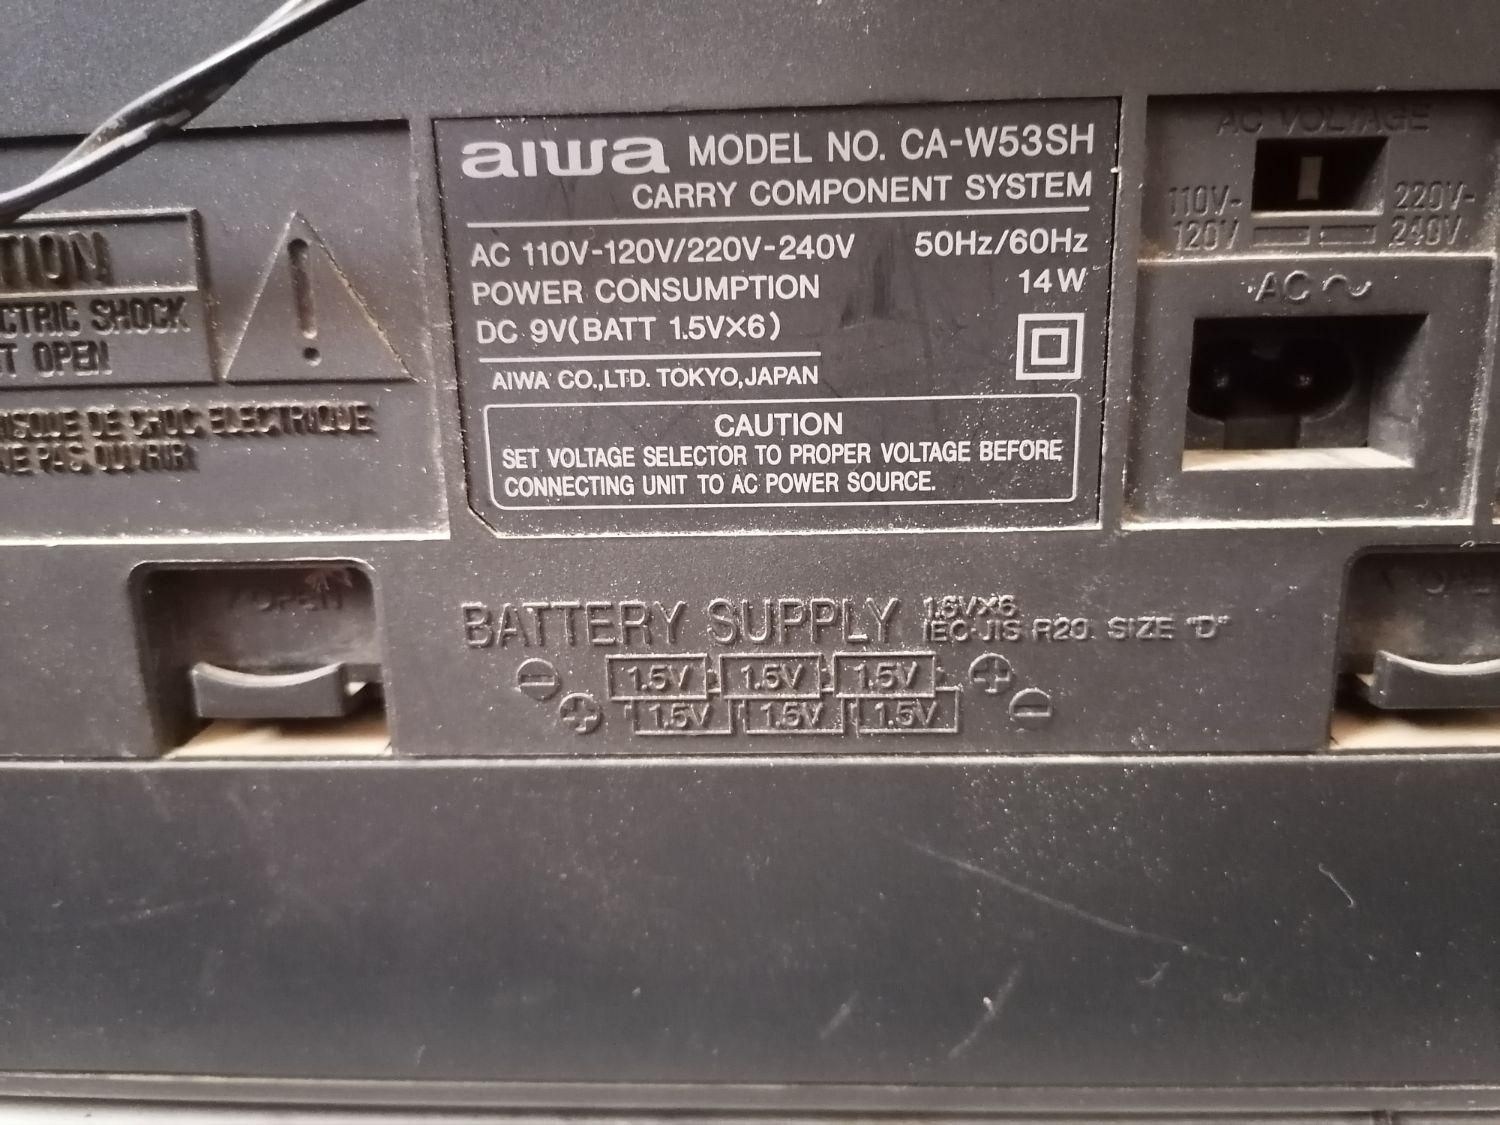 TION
CTRIC SHOCK
T OPEN
RISQUE DE CHOC ELECTRIQUE
NE PAS OUVRIR
aiwa MODEL NO. CA-W53SH
CARRY COMPONENT SYSTEM
AC 110V-120V/220V-240V 50Hz/60Hz
POWER CONSUMPTION 14W
DC 9V(BATT 1.5V×6)
AIWA CO.,LTD. TOKYO,JAPAN
CAUTION
SET VOLTAGE SELECTOR TO PROPER VOLTAGE BEFORE
CONNECTING UNIT TO AC POWER SOURCE.
AC VOLTAGE
110V- 220V-
120V 240V
AC ~
OPEN
BATTERY SUPPLY 1.5V×6
IEC·JIS R20. SIZE "D"
⊖ 1.5V 1.5V 1.5V ⊕
⊕ 1.5V 1.5V 1.5V ⊖